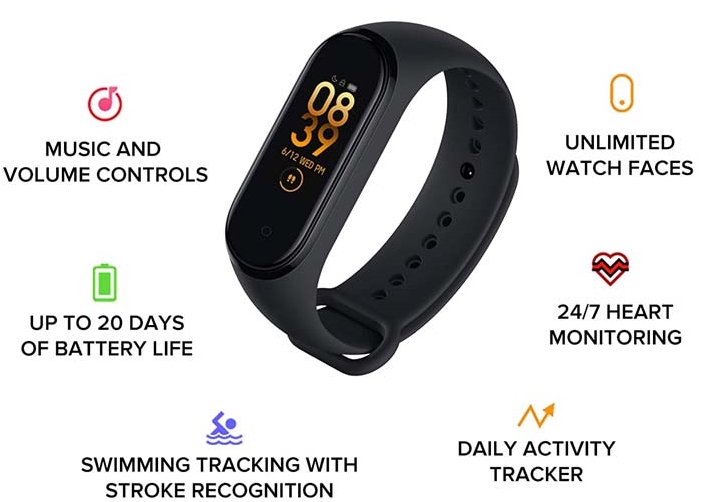 08
39
6/12 WED PM
MUSIC AND
VOLUME CONTROLS
UNLIMITED
WATCH FACES
UP TO 20 DAYS
OF BATTERY LIFE
24/7 HEART
MONITORING
SWIMMING TRACKING WITH
STROKE RECOGNITION
DAILY ACTIVITY
TRACKER